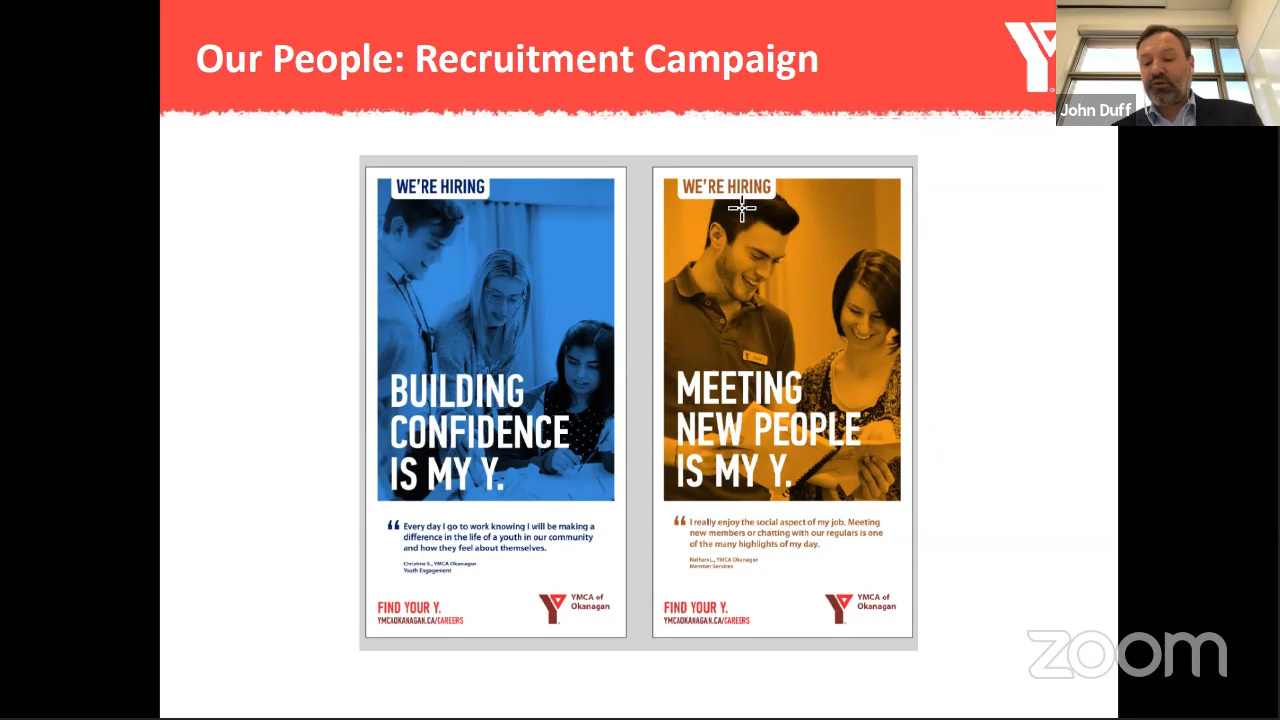 Our People: Recruitment Campaign
John Duff
WE'RE HIRING
BUILDING
CONFIDENCE
IS MY Y.
“ Every day I go to work knowing I will be making a
difference in the life of a youth in our community
and how they feel about themselves.
Christina S., YMCA Okanagan
Youth Engagement
FIND YOUR Y.
YMCAOKANAGAN.CA/CAREERS
YMCA of
Okanagan
WE'RE HIRING
MEETING
NEW PEOPLE
IS MY Y.
“ I really enjoy the social aspect of my job. Meeting
new members or chatting with our regulars is one
of the many highlights of my day.
YMCA Okanagan
Member Services
FIND YOUR Y.
YMCAOKANAGAN.CA/CAREERS
YMCA of
Okanagan
zoom